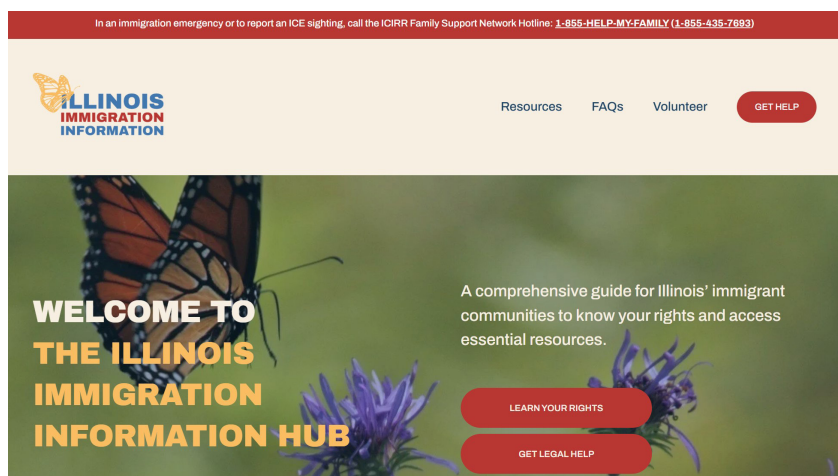 In an immigration emergency or to report an ICE sighting, call the ICIRR Family Support Network Hotline: 1-855-HELP-MY-FAMILY (1-855-435-7693)
ILLINOIS
IMMIGRATION
INFORMATION
Resources FAQs Volunteer GET HELP
WELCOME TO
THE ILLINOIS
IMMIGRATION
INFORMATION HUB
A comprehensive guide for Illinois’ immigrant
communities to know your rights and access
essential resources.
LEARN YOUR RIGHTS
GET LEGAL HELP